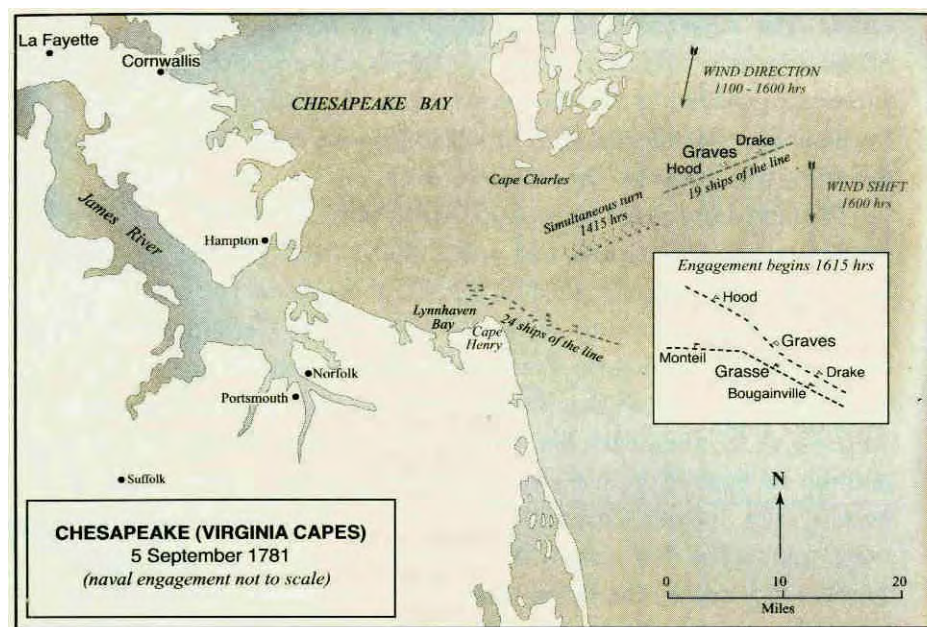 La Fayette
Cornwallis
CHESAPEAKE BAY
WIND DIRECTION
1100 - 1600 hrs
Drake
Graves
Hood
19 ships of the line
Cape Charles
WIND SHIFT
1600 hrs
Simultaneous turn
1415 hrs
James River
Hampton
Engagement begins 1615 hrs
Hood
Graves
Monteil
Grasse
Drake
Bougainville
Lynnhaven
Bay
Cape
Henry
24 ships of the line
Norfolk
Portsmouth
Suffolk
N
CHESAPEAKE (VIRGINIA CAPES)
5 September 1781
(naval engagement not to scale)
0 10 20
Miles